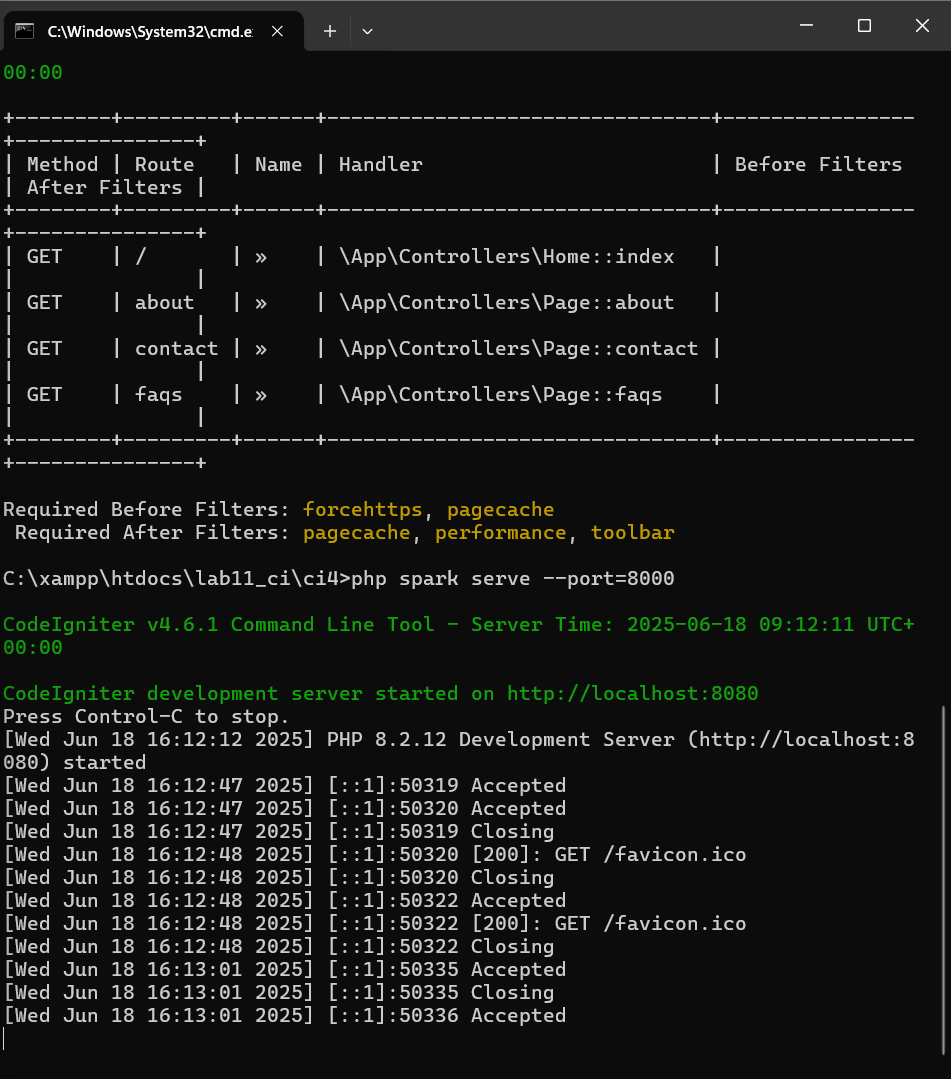 C:\Windows\System32\cmd.e
00:00
+--------+---------+------+--------------------------------+----------------
+---------------+
| Method | Route   | Name | Handler                        | Before Filters
| After Filters |
+--------+---------+------+--------------------------------+----------------
+---------------+
| GET    | /       | »    | \App\Controllers\Home::index   |
|               |
| GET    | about   | »    | \App\Controllers\Page::about   |
|               |
| GET    | contact | »    | \App\Controllers\Page::contact |
|               |
| GET    | faqs    | »    | \App\Controllers\Page::faqs    |
|               |
+--------+---------+------+--------------------------------+----------------
+---------------+
Required Before Filters: forcehttps, pagecache
 Required After Filters: pagecache, performance, toolbar
C:\xampp\htdocs\lab11_ci\ci4>php spark serve --port=8000
CodeIgniter v4.6.1 Command Line Tool - Server Time: 2025-06-18 09:12:11 UTC+
00:00
CodeIgniter development server started on http://localhost:8080
Press Control-C to stop.
[Wed Jun 18 16:12:12 2025] PHP 8.2.12 Development Server (http://localhost:8
080) started
[Wed Jun 18 16:12:47 2025] [::1]:50319 Accepted
[Wed Jun 18 16:12:47 2025] [::1]:50320 Accepted
[Wed Jun 18 16:12:47 2025] [::1]:50319 Closing
[Wed Jun 18 16:12:48 2025] [::1]:50320 [200]: GET /favicon.ico
[Wed Jun 18 16:12:48 2025] [::1]:50320 Closing
[Wed Jun 18 16:12:48 2025] [::1]:50322 Accepted
[Wed Jun 18 16:12:48 2025] [::1]:50322 [200]: GET /favicon.ico
[Wed Jun 18 16:12:48 2025] [::1]:50322 Closing
[Wed Jun 18 16:13:01 2025] [::1]:50335 Accepted
[Wed Jun 18 16:13:01 2025] [::1]:50335 Closing
[Wed Jun 18 16:13:01 2025] [::1]:50336 Accepted